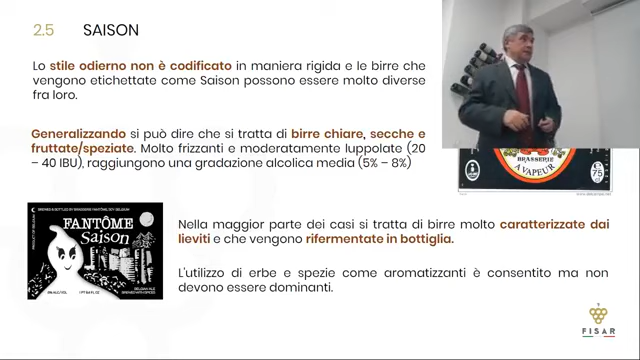 2.5 SAISON
Lo stile odierno non è codificato in maniera rigida e le birre che
vengono etichettate come Saison possono essere molto diverse
fra loro.
Generalizzando si può dire che si tratta di birre chiare, secche e
fruttate/speziate. Molto frizzanti e moderatamente luppolate (20
– 40 IBU), raggiungono una gradazione alcolica media (5% – 8%)
BRASSERIE
A VAPEUR
75
FANTÔME
Saison
Nella maggior parte dei casi si tratta di birre molto caratterizzate dai
lieviti e che vengono rifermentate in bottiglia.
L'utilizzo di erbe e spezie come aromatizzanti è consentito ma non
devono essere dominanti.
FISAR